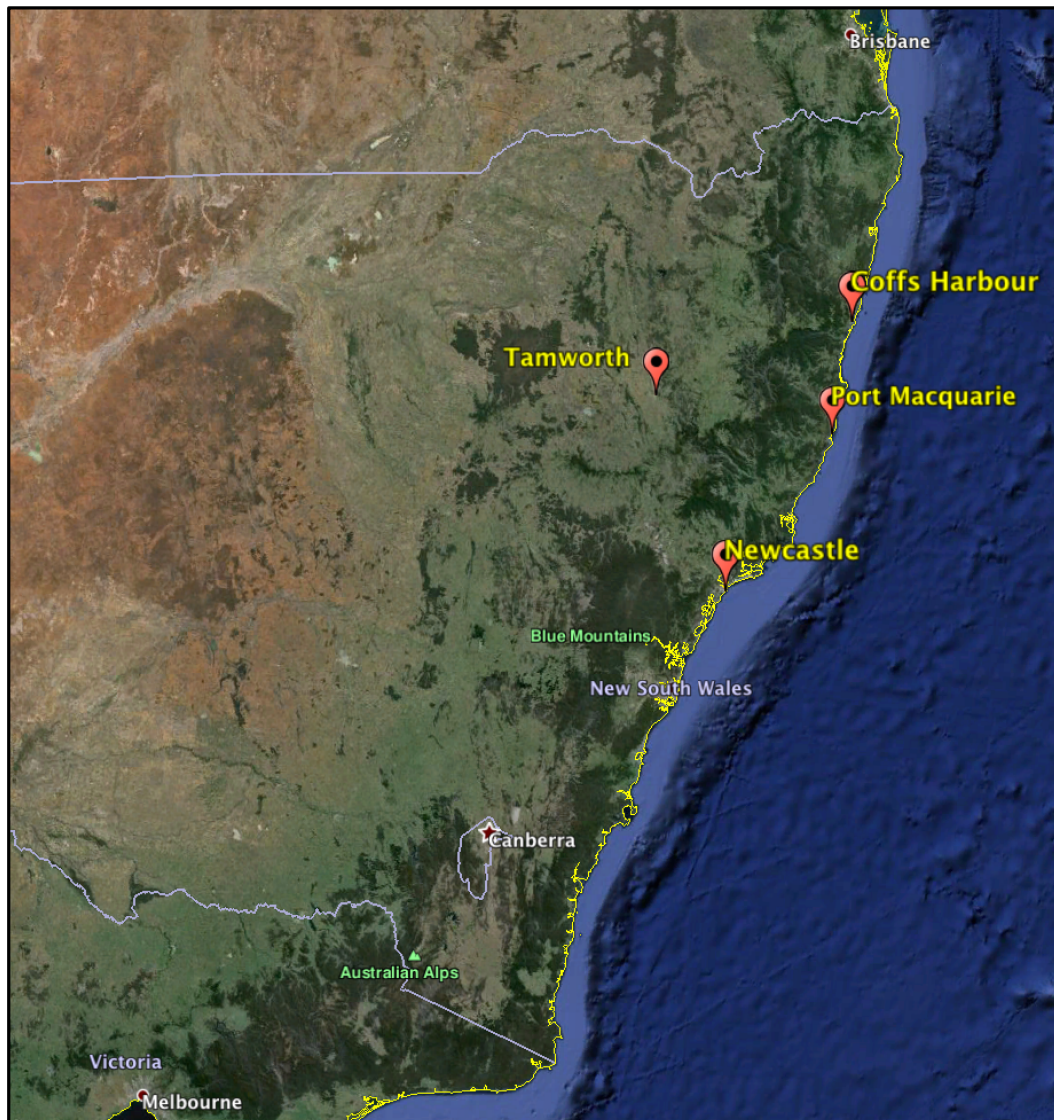 Brisbane
Coffs Harbour
Tamworth
Port Macquarie
Newcastle
Blue Mountains
New South Wales
Canberra
Australian Alps
Victoria
Melbourne